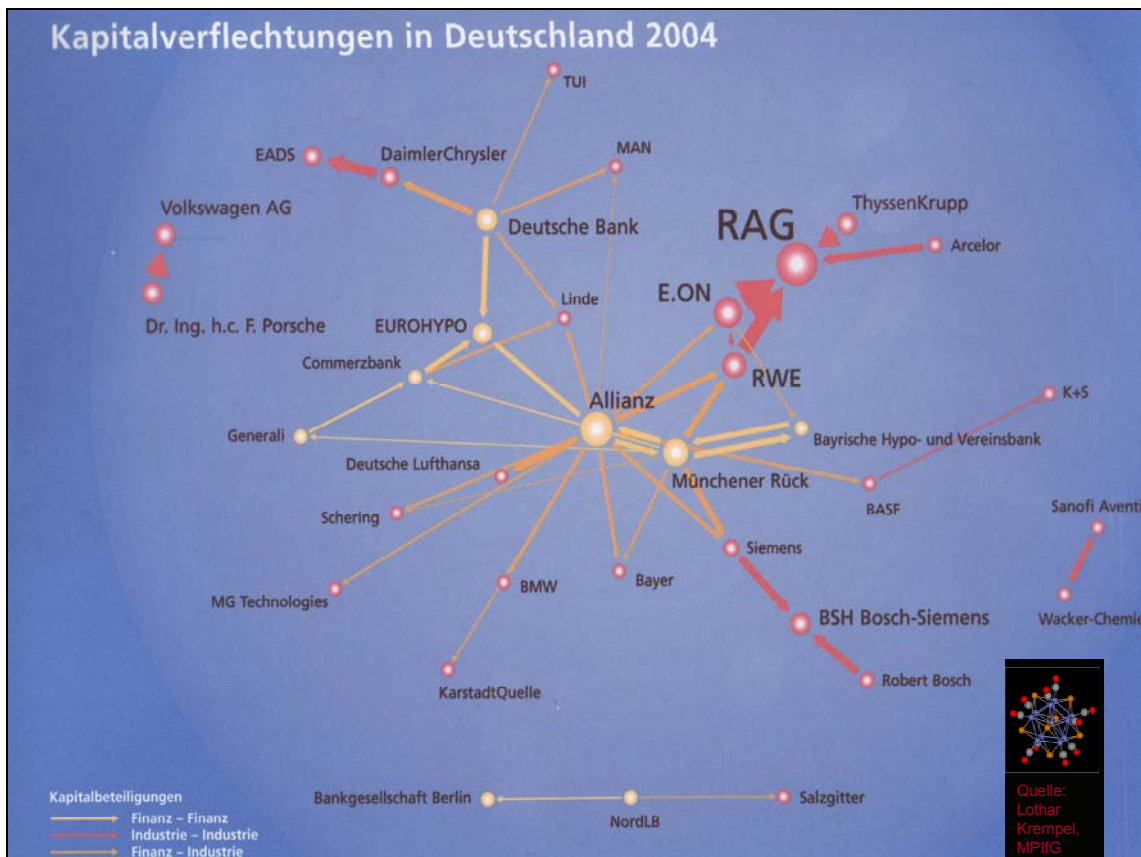 Kapitalverflechtungen in Deutschland 2004
TUI
MAN
EADS
DaimlerChrysler
Volkswagen AG
Deutsche Bank
RAG
ThyssenKrupp
Arcelor
E.ON
Linde
Dr. Ing. h.c. F. Porsche
EUROHYPO
Commerzbank
RWE
Allianz
K+S
Generali
Bayrische Hypo- und Vereinsbank
Deutsche Lufthansa
Münchener Rück
BASF
Schering
Sanofi Aventi
Siemens
MG Technologies
BMW
Bayer
BSH Bosch-Siemens
Wacker-Chemie
KarstadtQuelle
Robert Bosch
Bankgesellschaft Berlin
NordLB
Salzgitter
Kapitalbeteiligungen
Finanz – Finanz
Industrie – Industrie
Finanz – Industrie
Quelle:
Lothar
Krempel,
MPIfG